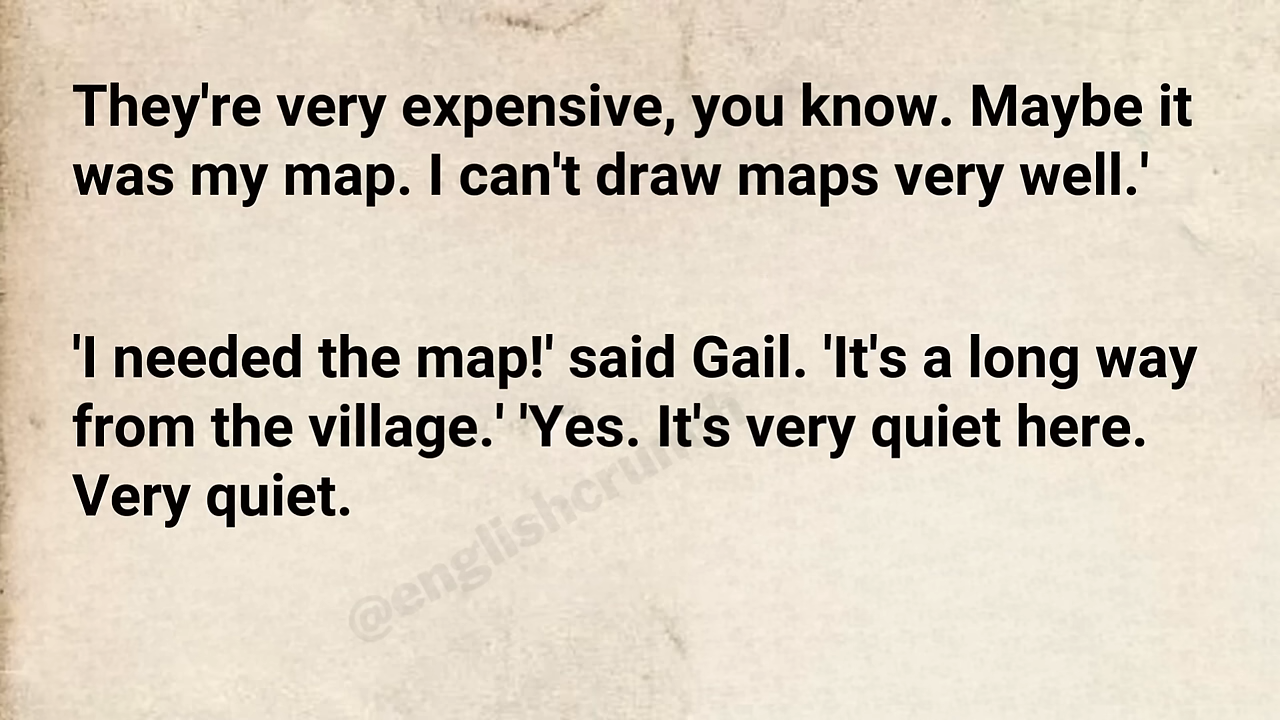 They're very expensive, you know. Maybe it
was my map. I can't draw maps very well.'
'I needed the map!' said Gail. 'It's a long way
from the village.' 'Yes. It's very quiet here.
Very quiet.